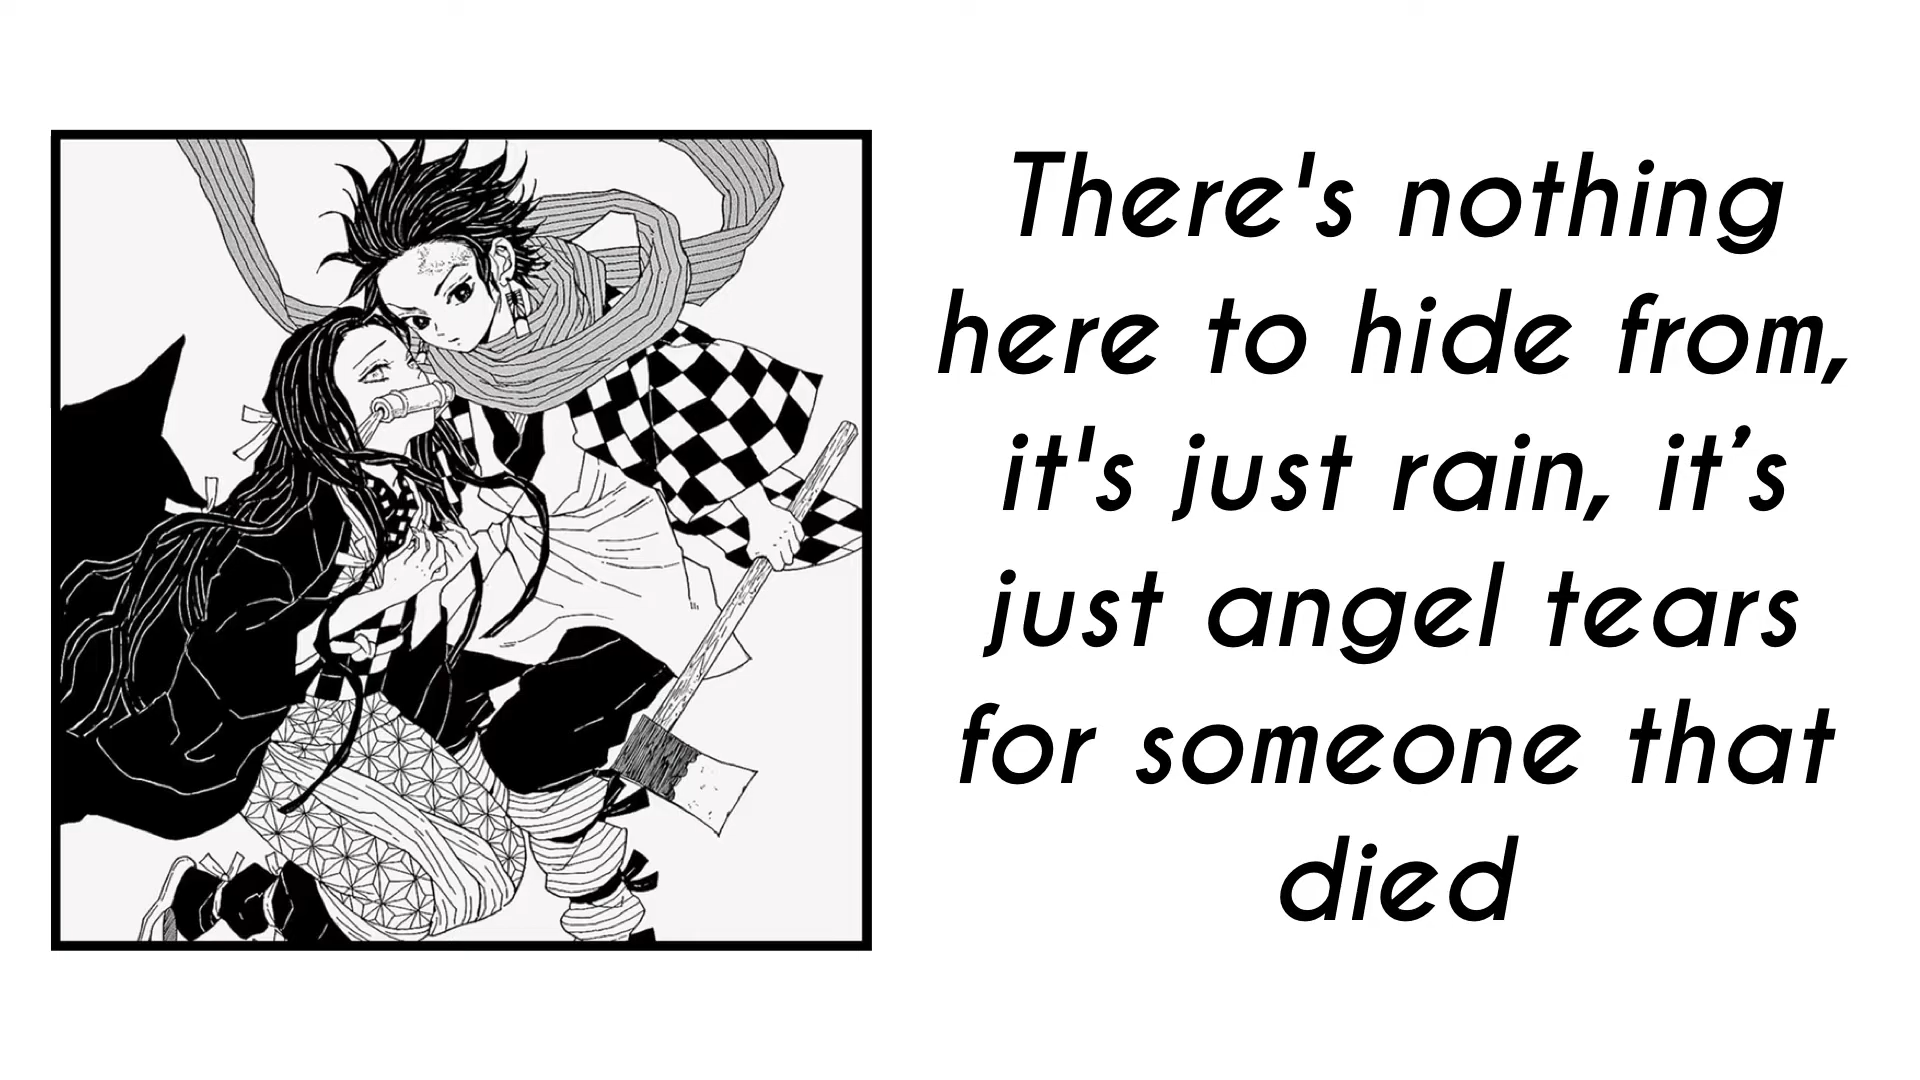 There's nothing
here to hide from,
it's just rain, it’s
just angel tears
for someone that
died